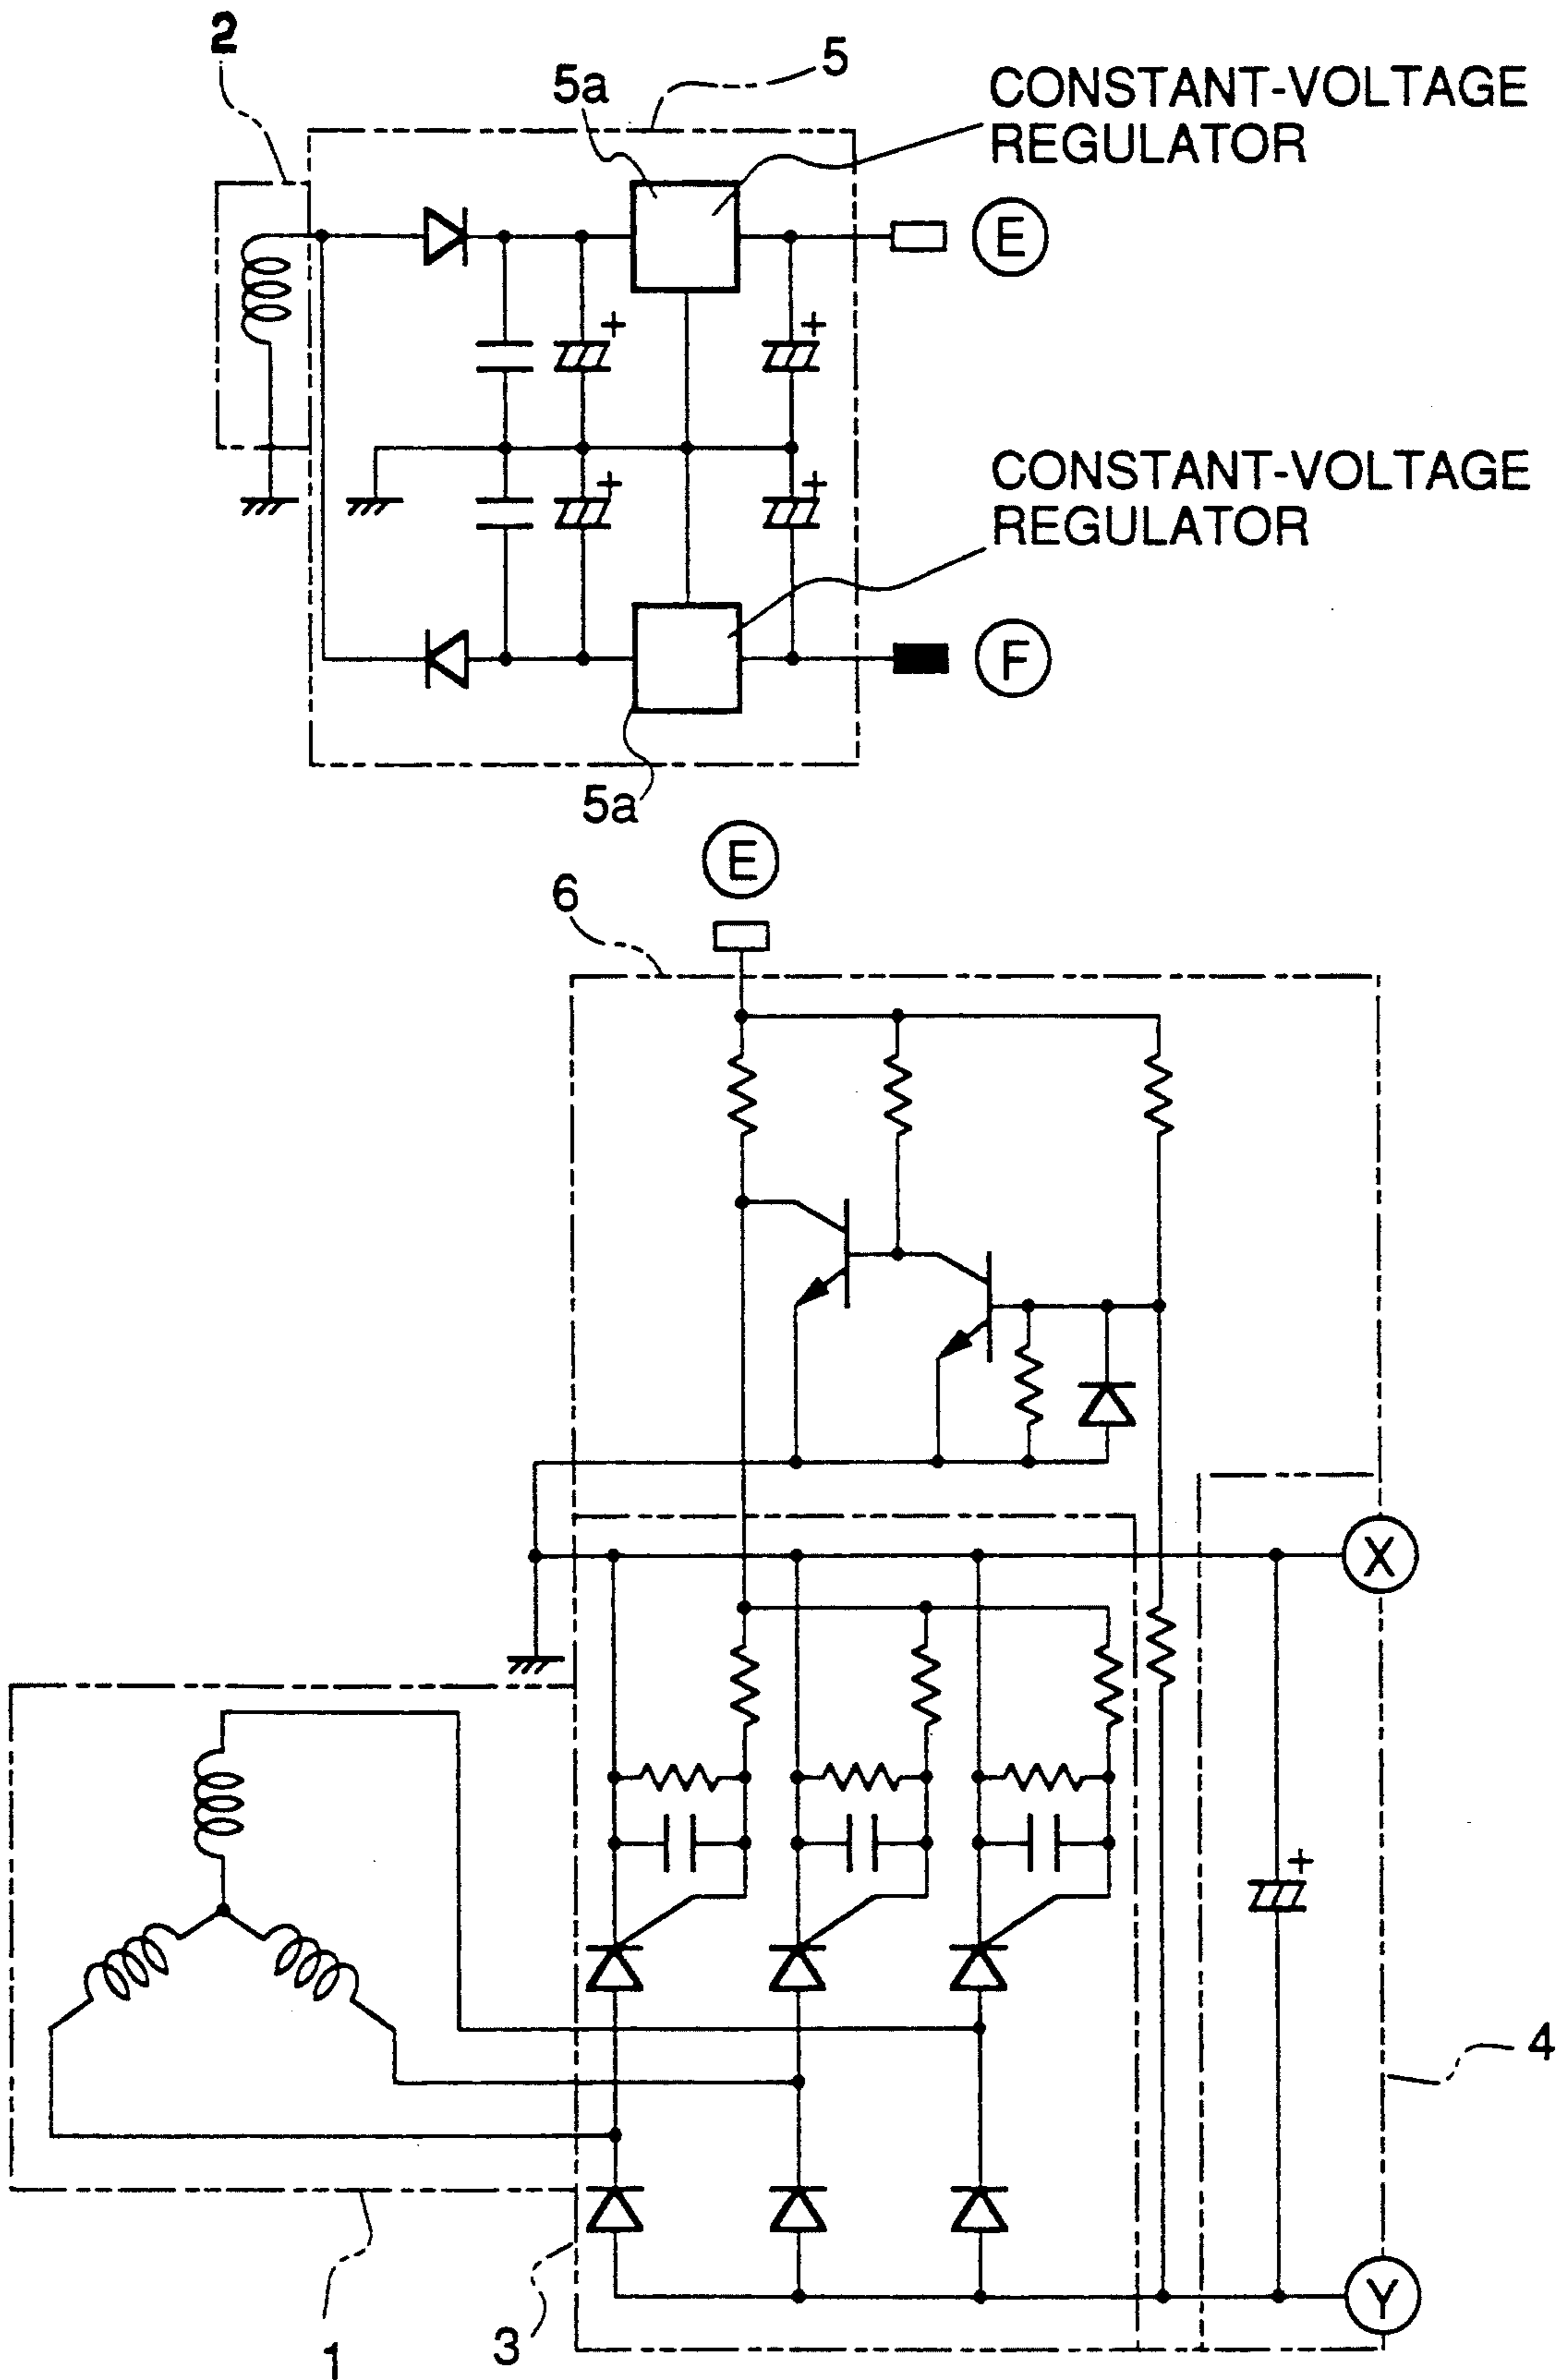 2
5
5a
CONSTANT-VOLTAGE
REGULATOR
E
+
+
CONSTANT-VOLTAGE
REGULATOR
+
+
F
5a
E
6
X
+
4
Y
3
1